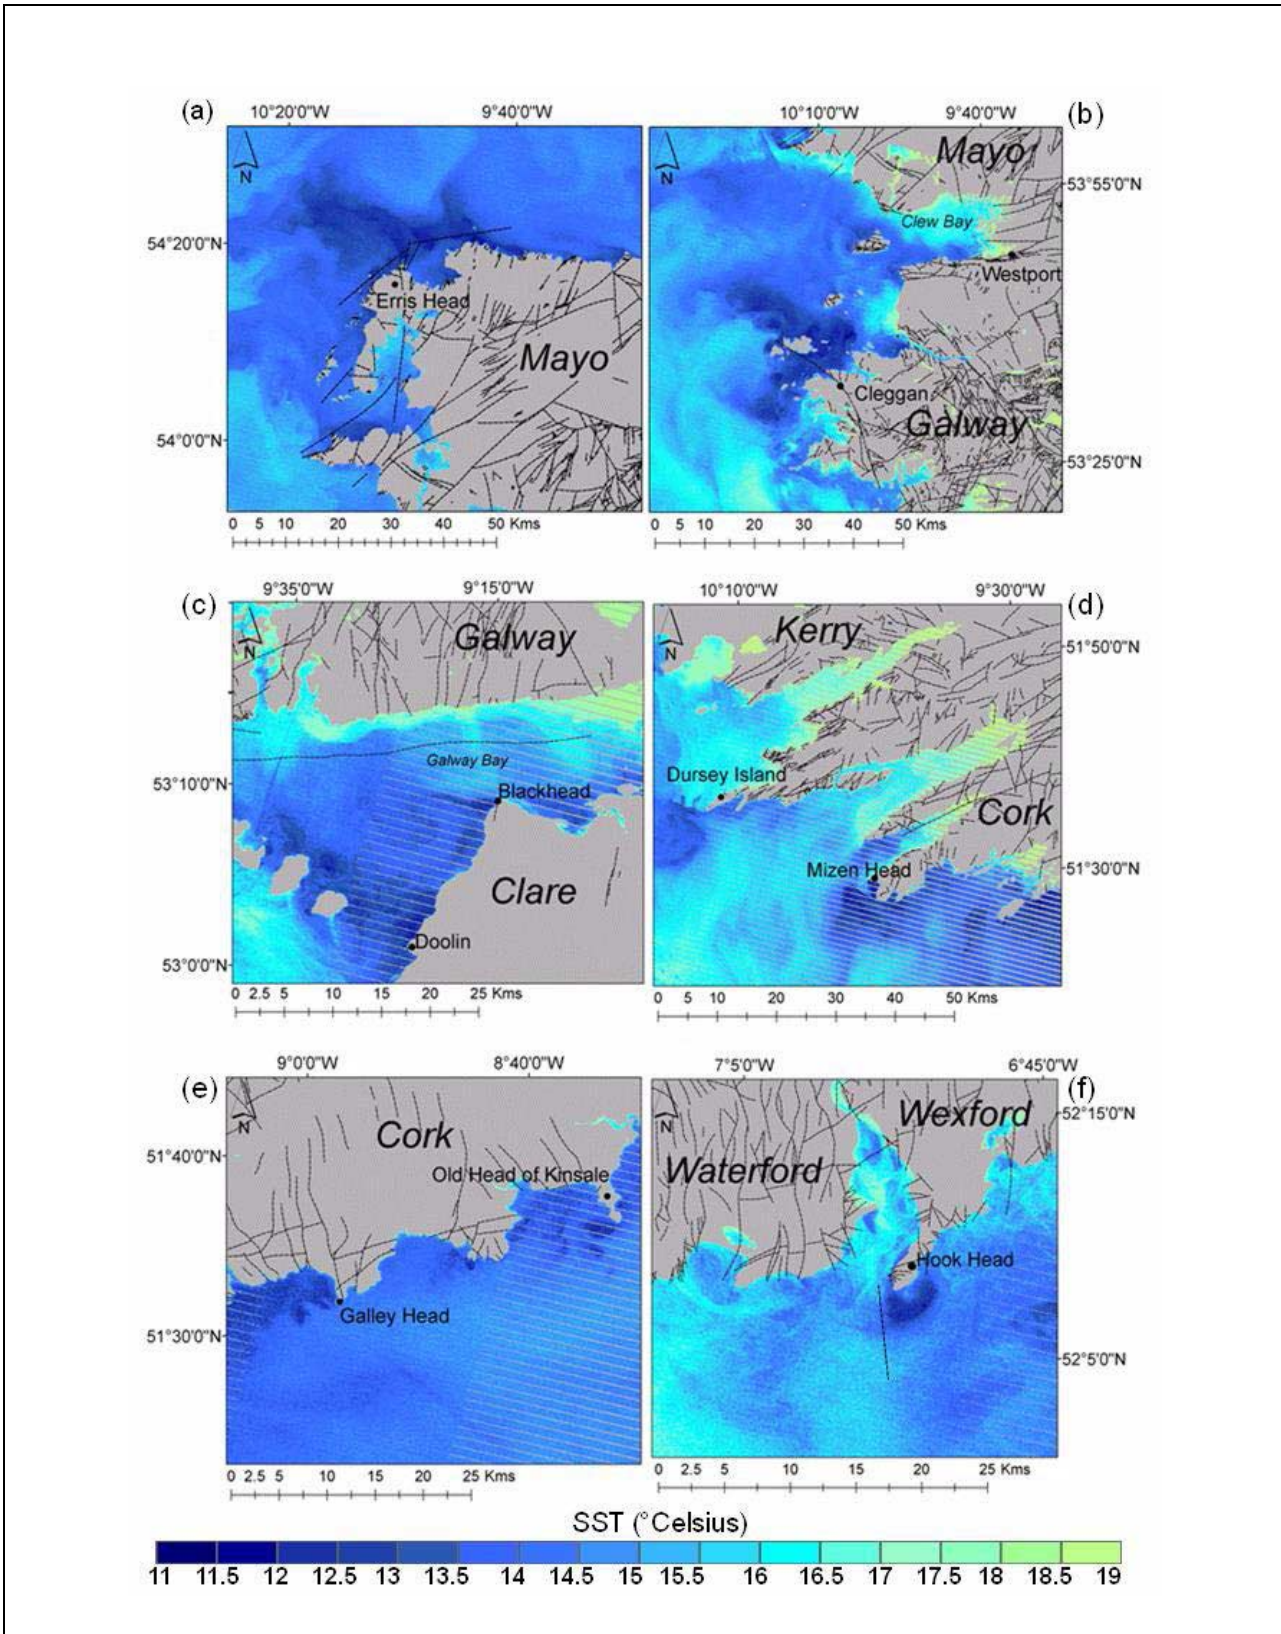 (a)
10°20'0"W 9°40'0"W
N
54°20'0"N
Erris Head
Mayo
54°0'0"N
0 5 10 20 30 40 50 Kms
10°10'0"W 9°40'0"W
(b)
N
Mayo
53°55'0"N
Clew Bay
Westport
Cleggan
Galway
53°25'0"N
0 5 10 20 30 40 50 Kms
9°35'0"W 9°15'0"W
(c)
N
Galway
Galway Bay
53°10'0"N
Blackhead
Clare
Doolin
53°0'0"N
0 2.5 5 10 15 20 25 Kms
10°10'0"W 9°30'0"W
(d)
N
Kerry
51°50'0"N
Dursey Island
Cork
Mizen Head
51°30'0"N
0 5 10 20 30 40 50 Kms
9°0'0"W 8°40'0"W
(e)
N
Cork
51°40'0"N
Old Head of Kinsale
Galley Head
51°30'0"N
0 2.5 5 10 15 20 25 Kms
7°5'0"W 6°45'0"W
(f)
N
Wexford
52°15'0"N
Waterford
Hook Head
52°5'0"N
0 2.5 5 10 15 20 25 Kms
SST (°Celsius)
11 11.5 12 12.5 13 13.5 14 14.5 15 15.5 16 16.5 17 17.5 18 18.5 19